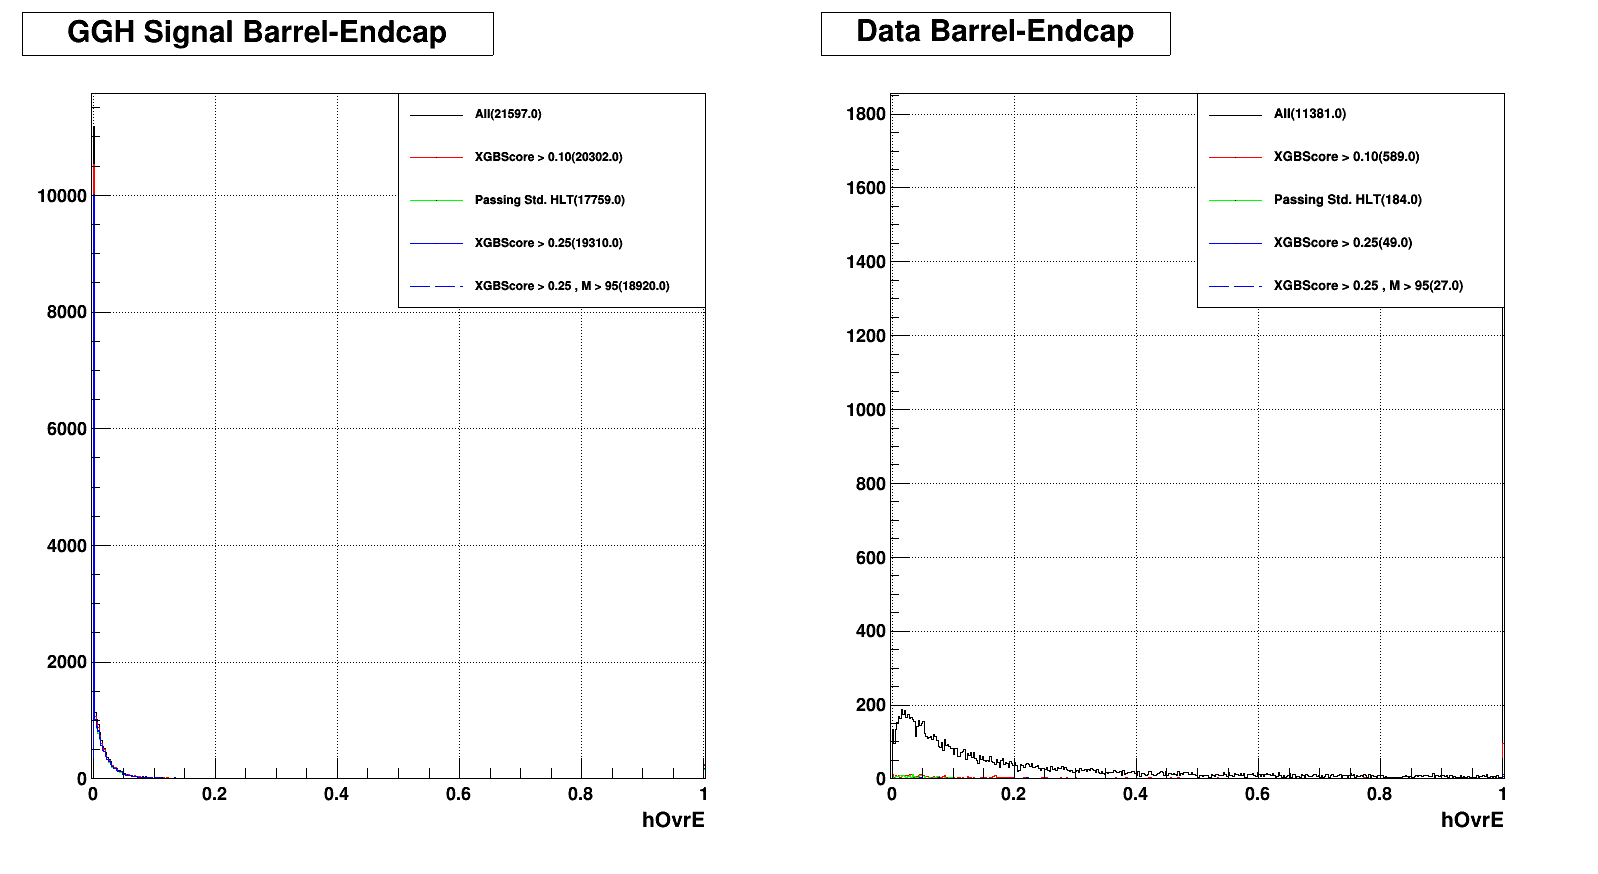 GGH Signal Barrel-Endcap
All(21597.0)
XGBScore > 0.10(20302.0)
Passing Std. HLT(17759.0)
XGBScore > 0.25(19310.0)
XGBScore > 0.25 , M > 95(18920.0)
10000
8000
6000
4000
2000
0
0 0.2 0.4 0.6 0.8 1
hOvrE
Data Barrel-Endcap
All(11381.0)
XGBScore > 0.10(589.0)
Passing Std. HLT(184.0)
XGBScore > 0.25(49.0)
XGBScore > 0.25 , M > 95(27.0)
1800
1600
1400
1200
1000
800
600
400
200
0
0 0.2 0.4 0.6 0.8 1
hOvrE